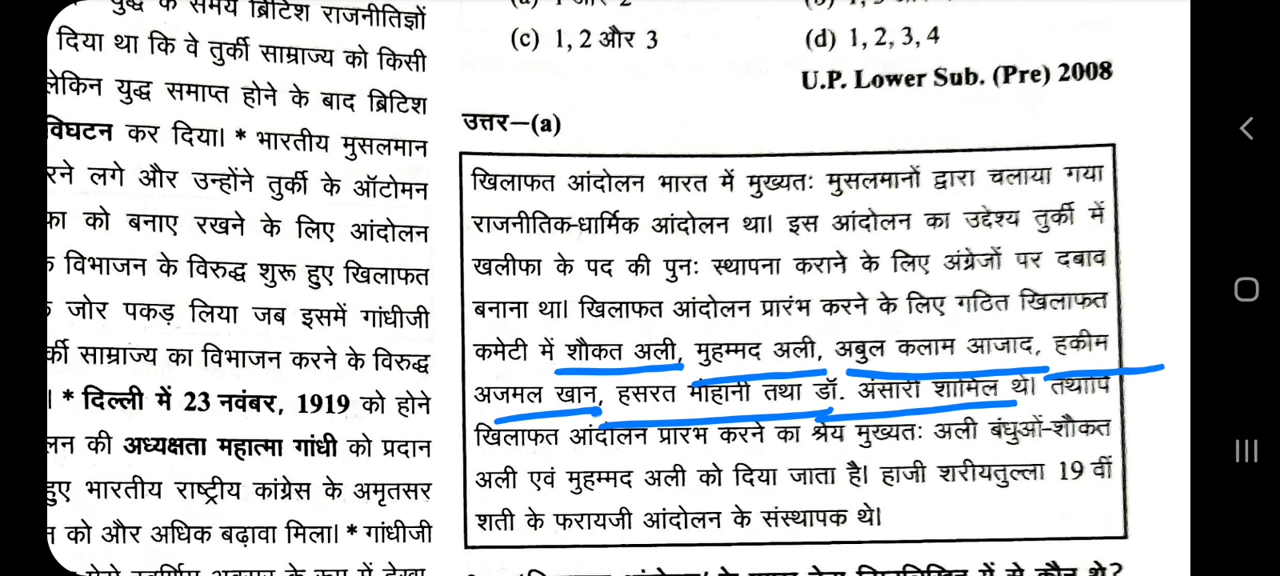 युद्ध के समय ब्रिटिश राजनीतिज्ञों
दिया था कि वे तुर्की साम्राज्य को किसी
लेकिन युद्ध समाप्त होने के बाद ब्रिटिश
विघटन कर दिया। * भारतीय मुसलमान
रने लगे और उन्होंने तुर्की के ऑटोमन
को बनाए रखने के लिए आंदोलन
विभाजन के विरुद्ध शुरू हुए खिलाफत
जोर पकड़ लिया जब इसमें गांधीजी
र्की साम्राज्य का विभाजन करने के विरुद्ध
। * दिल्ली में 23 नवंबर, 1919 को होने
लन की अध्यक्षता महात्मा गांधी को प्रदान
हुए भारतीय राष्ट्रीय कांग्रेस के अमृतसर
को और अधिक बढ़ावा मिला। * गांधीजी
(c) 1, 2 और 3 (d) 1, 2, 3, 4
U.P. Lower Sub. (Pre) 2008
उत्तर—(a)
खिलाफत आंदोलन भारत में मुख्यतः मुसलमानों द्वारा चलाया गया
राजनीतिक-धार्मिक आंदोलन था। इस आंदोलन का उद्देश्य तुर्की में
खलीफा के पद की पुनः स्थापना कराने के लिए अंग्रेजों पर दबाव
बनाना था। खिलाफत आंदोलन प्रारंभ करने के लिए गठित खिलाफत
कमेटी में शौकत अली, मुहम्मद अली, अबुल कलाम आजाद, हकीम
अजमल खान, हसरत मोहानी तथा डॉ. अंसारी शामिल थे। तथापि
खिलाफत आंदोलन प्रारंभ करने का श्रेय मुख्यतः अली बंधुओं-शौकत
अली एवं मुहम्मद अली को दिया जाता है। हाजी शरीयतुल्ला 19 वीं
शती के फरायजी आंदोलन के संस्थापक थे।